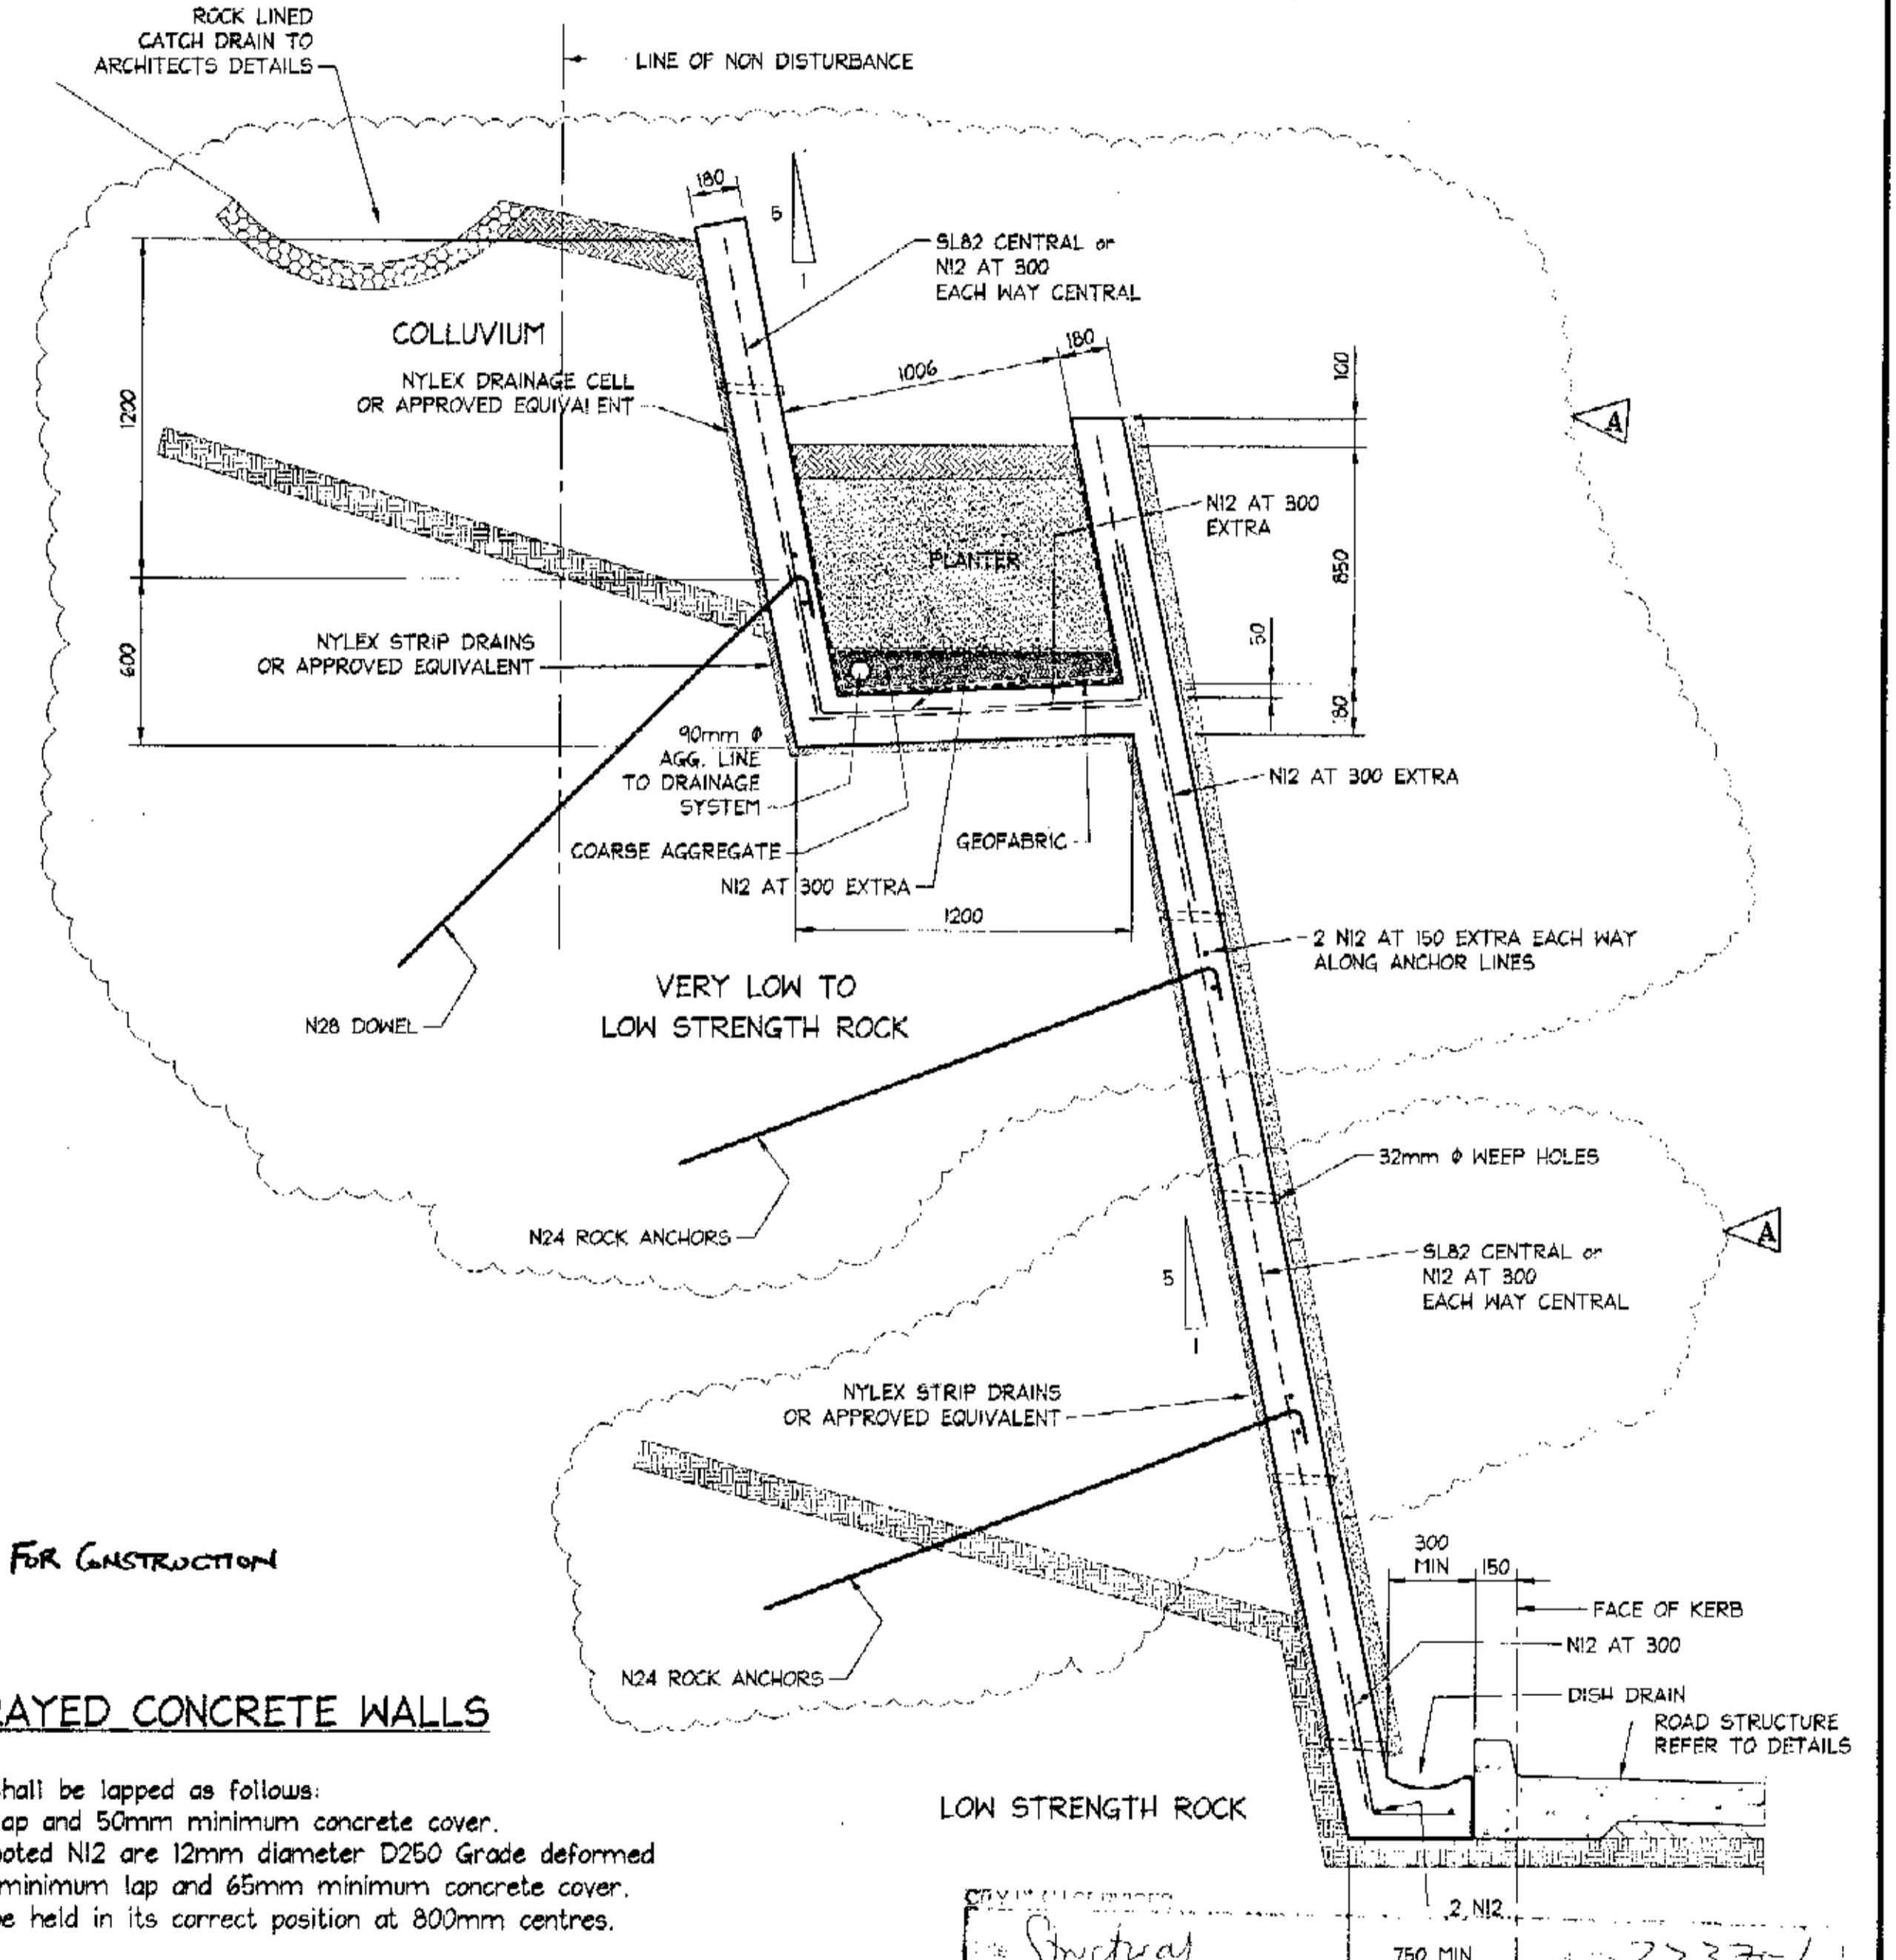 ROCK LINED
CATCH DRAIN TO
ARCHITECTS DETAILS
LINE OF NON DISTURBANCE
180
5
1
SL82 CENTRAL or
N12 AT 300
EACH WAY CENTRAL
COLLUVIUM
NYLEX DRAINAGE CELL
OR APPROVED EQUIVALENT
1200
1006
180
100
A
N12 AT 300
EXTRA
PLANTER
850
600
NYLEX STRIP DRAINS
OR APPROVED EQUIVALENT
50
180
90mm φ
AGG. LINE
TO DRAINAGE
SYSTEM
N12 AT 300 EXTRA
COARSE AGGREGATE
GEOFABRIC
N12 AT 300 EXTRA
1200
2 N12 AT 150 EXTRA EACH WAY
ALONG ANCHOR LINES
VERY LOW TO
LOW STRENGTH ROCK
N28 DOWEL
32mm φ WEEP HOLES
N24 ROCK ANCHORS
A
SL82 CENTRAL or
N12 AT 300
EACH WAY CENTRAL
5
1
NYLEX STRIP DRAINS
OR APPROVED EQUIVALENT
FOR CONSTRUCTION
300
MIN
150
FACE OF KERB
N12 AT 300
N24 ROCK ANCHORS
DISH DRAIN
ROAD STRUCTURE
REFER TO DETAILS
RAYED CONCRETE WALLS
shall be lapped as follows:
lap and 50mm minimum concrete cover.
noted N12 are 12mm diameter D250 Grade deformed
minimum lap and 65mm minimum concrete cover.
be held in its correct position at 800mm centres.
LOW STRENGTH ROCK
2 N12
750 MIN
CITY
Structural